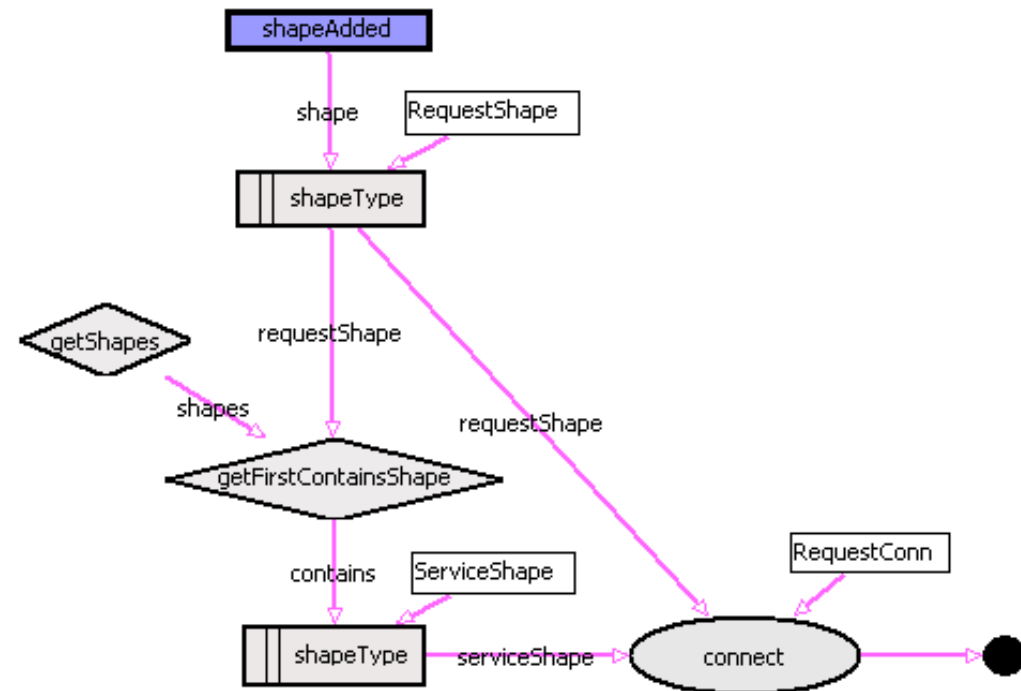 shapeAdded
shape
RequestShape
shapeType
requestShape
getShapes
shapes
requestShape
getFirstContainsShape
contains
ServiceShape
RequestConn
shapeType
serviceShape
connect